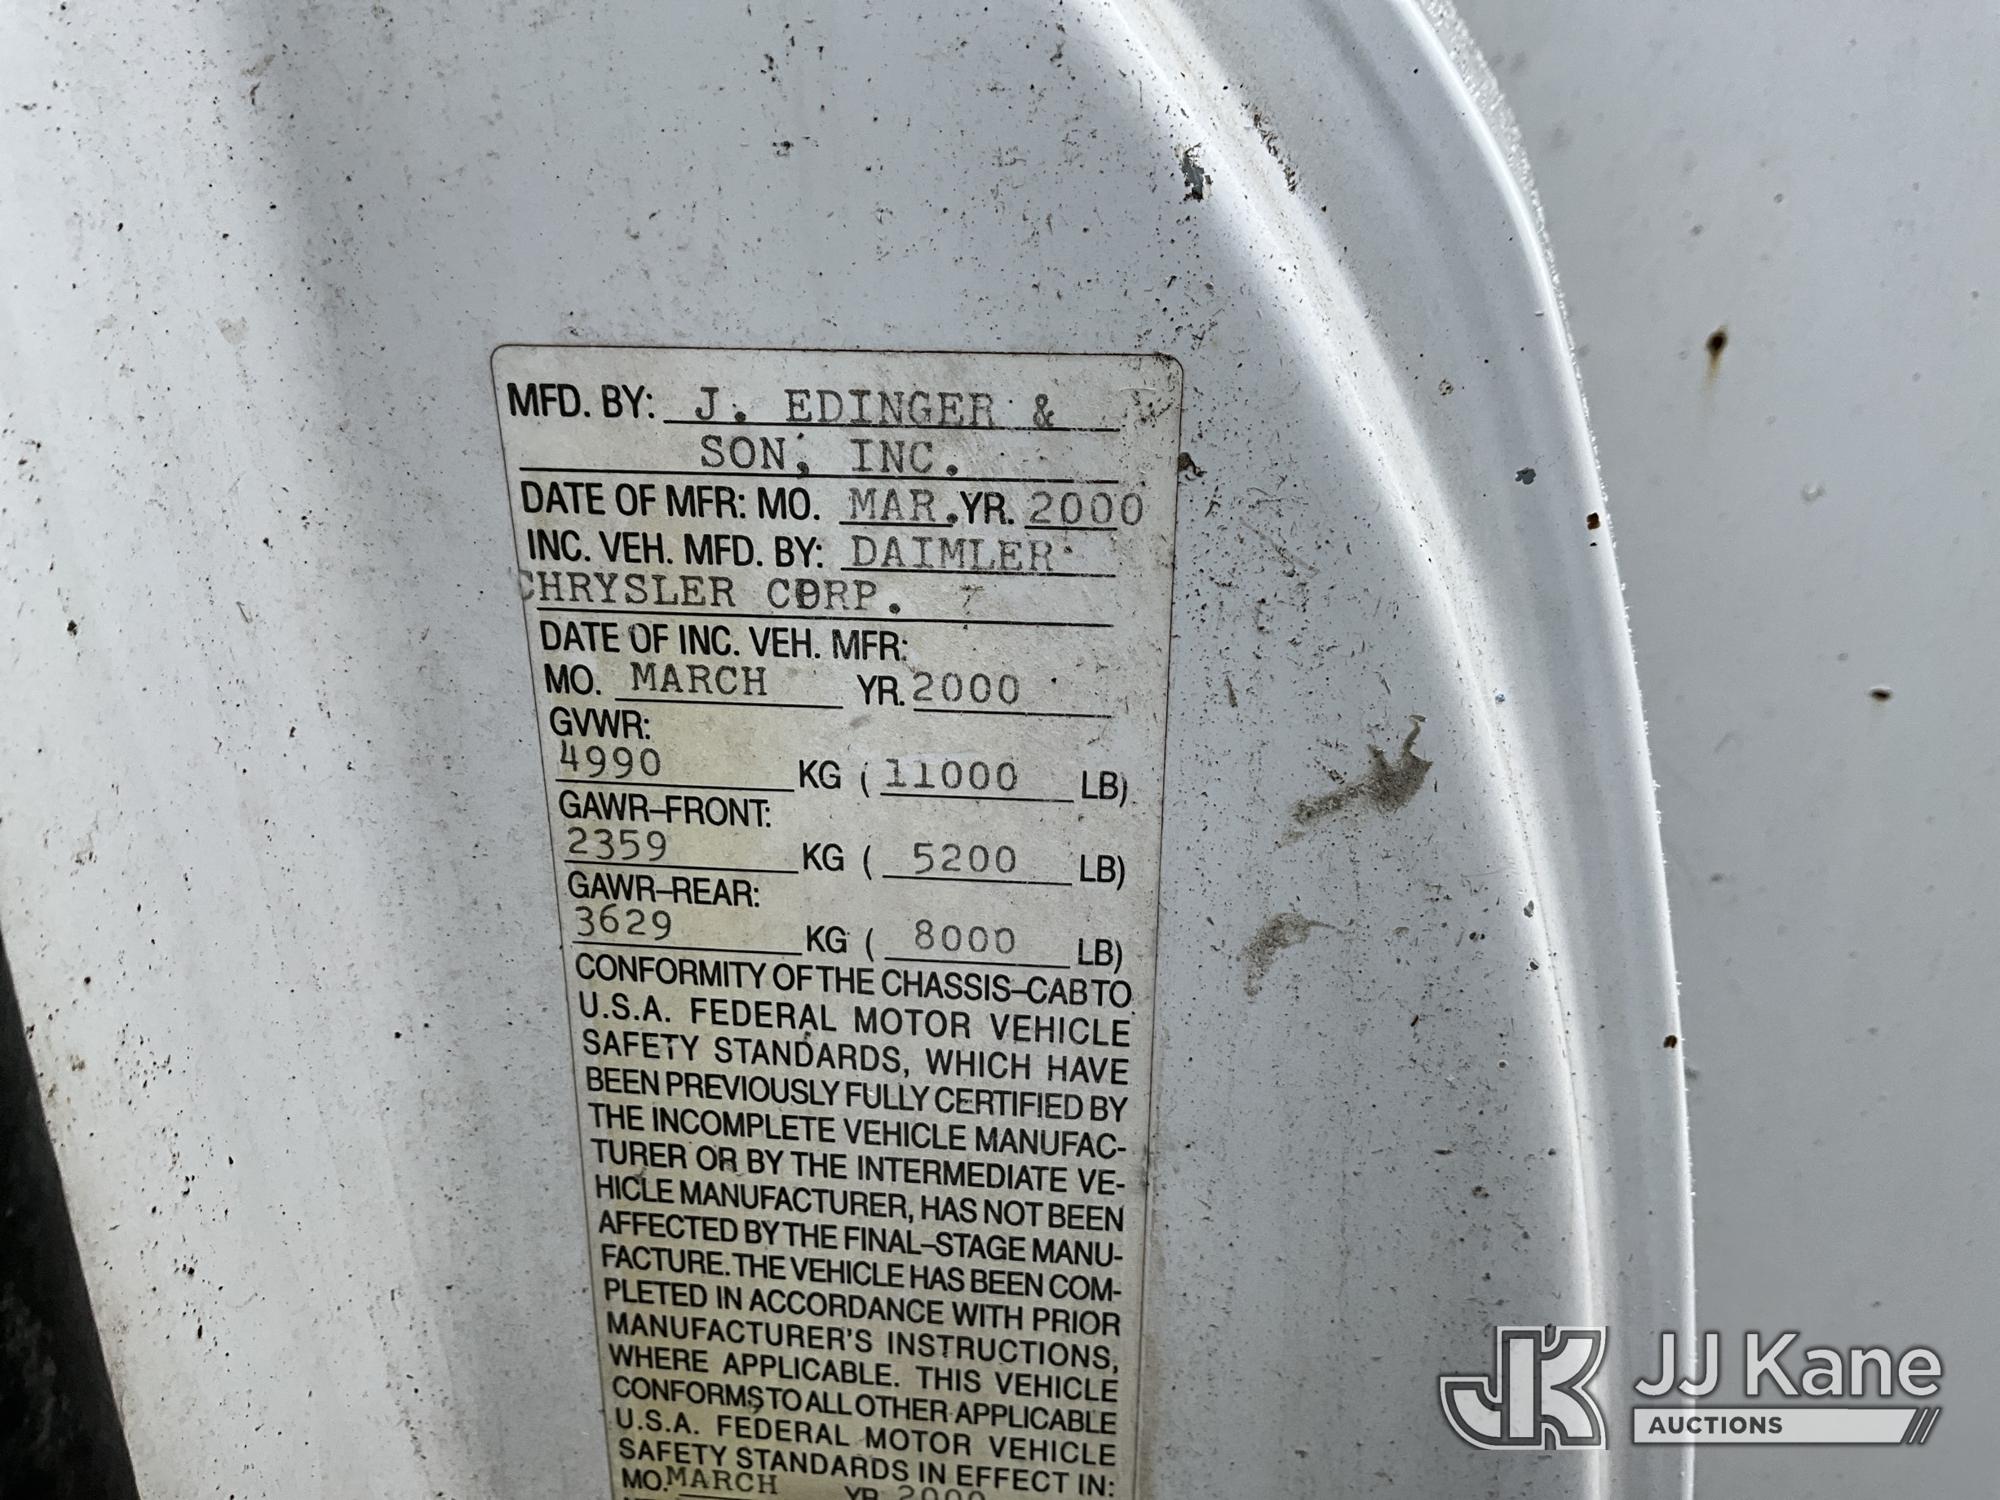 MFD. BY: J. EDINGER &
SON, INC.
DATE OF MFR: MO. MAR. YR. 2000
INC. VEH. MFD. BY: DAIMLER
CHRYSLER CORP.
DATE OF INC. VEH. MFR:
MO. MARCH YR. 2000
GVWR:
4990 KG ( 11000 LB)
GAWR-FRONT:
2359 KG ( 5200 LB)
GAWR-REAR:
3629 KG ( 8000 LB)
CONFORMITY OF THE CHASSIS-CAB TO
U.S.A. FEDERAL MOTOR VEHICLE
SAFETY STANDARDS, WHICH HAVE
BEEN PREVIOUSLY FULLY CERTIFIED BY
THE INCOMPLETE VEHICLE MANUFAC-
TURER OR BY THE INTERMEDIATE VE-
HICLE MANUFACTURER, HAS NOT BEEN
AFFECTED BY THE FINAL-STAGE MANU-
FACTURE. THE VEHICLE HAS BEEN COM-
PLETED IN ACCORDANCE WITH PRIOR
MANUFACTURER'S INSTRUCTIONS,
WHERE APPLICABLE. THIS VEHICLE
CONFORMS TO ALL OTHER APPLICABLE
U.S.A. FEDERAL MOTOR VEHICLE
SAFETY STANDARDS IN EFFECT IN:
MO. MARCH YR. 2000
JJ Kane
AUCTIONS